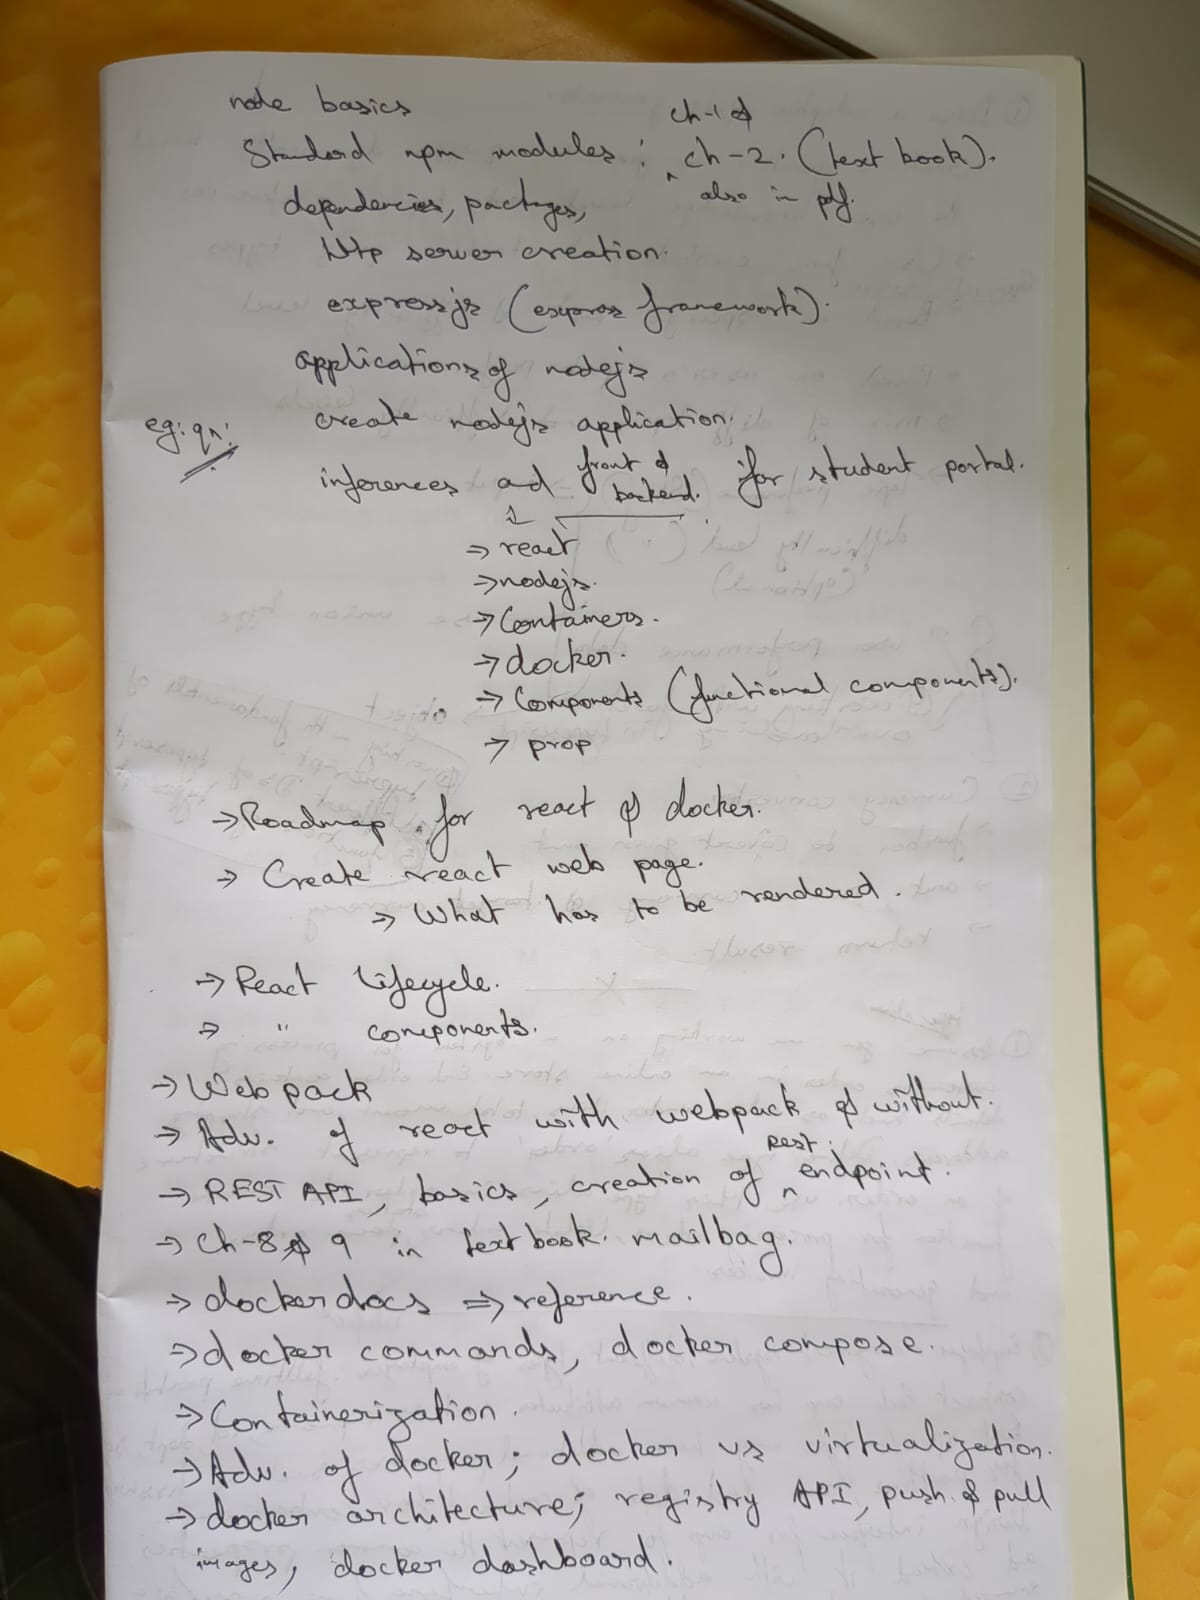 node basics
ch-1 &
Standard npm modules : ^ ch-2. (text book).
also in pdf.
dependencies, packages,
http server creation.
expressjs (express framework).
applications of nodejs
eg: qs: create nodejs application.
inferences and front & backend. for student portal.
→ react
→ nodejs.
→ Containers.
→ docker.
→ Components (functional components).
→ prop
→ Roadmap for react & docker.
→ Create react web page.
→ What has to be rendered.
→ React Lifecycle.
→ " components.
→ Web pack
→ Adv. of react with webpack & without.
→ REST API, basics, creation of ^ Rest endpoint.
→ Ch-8 & 9 in textbook. mailbag.
→ docker docs ⇒ reference.
→ docker commands, docker compose.
→ Containerization.
→ Adv. of docker; docker vs virtualization.
→ docker architecture; registry API, push & pull
images, docker dashboard.